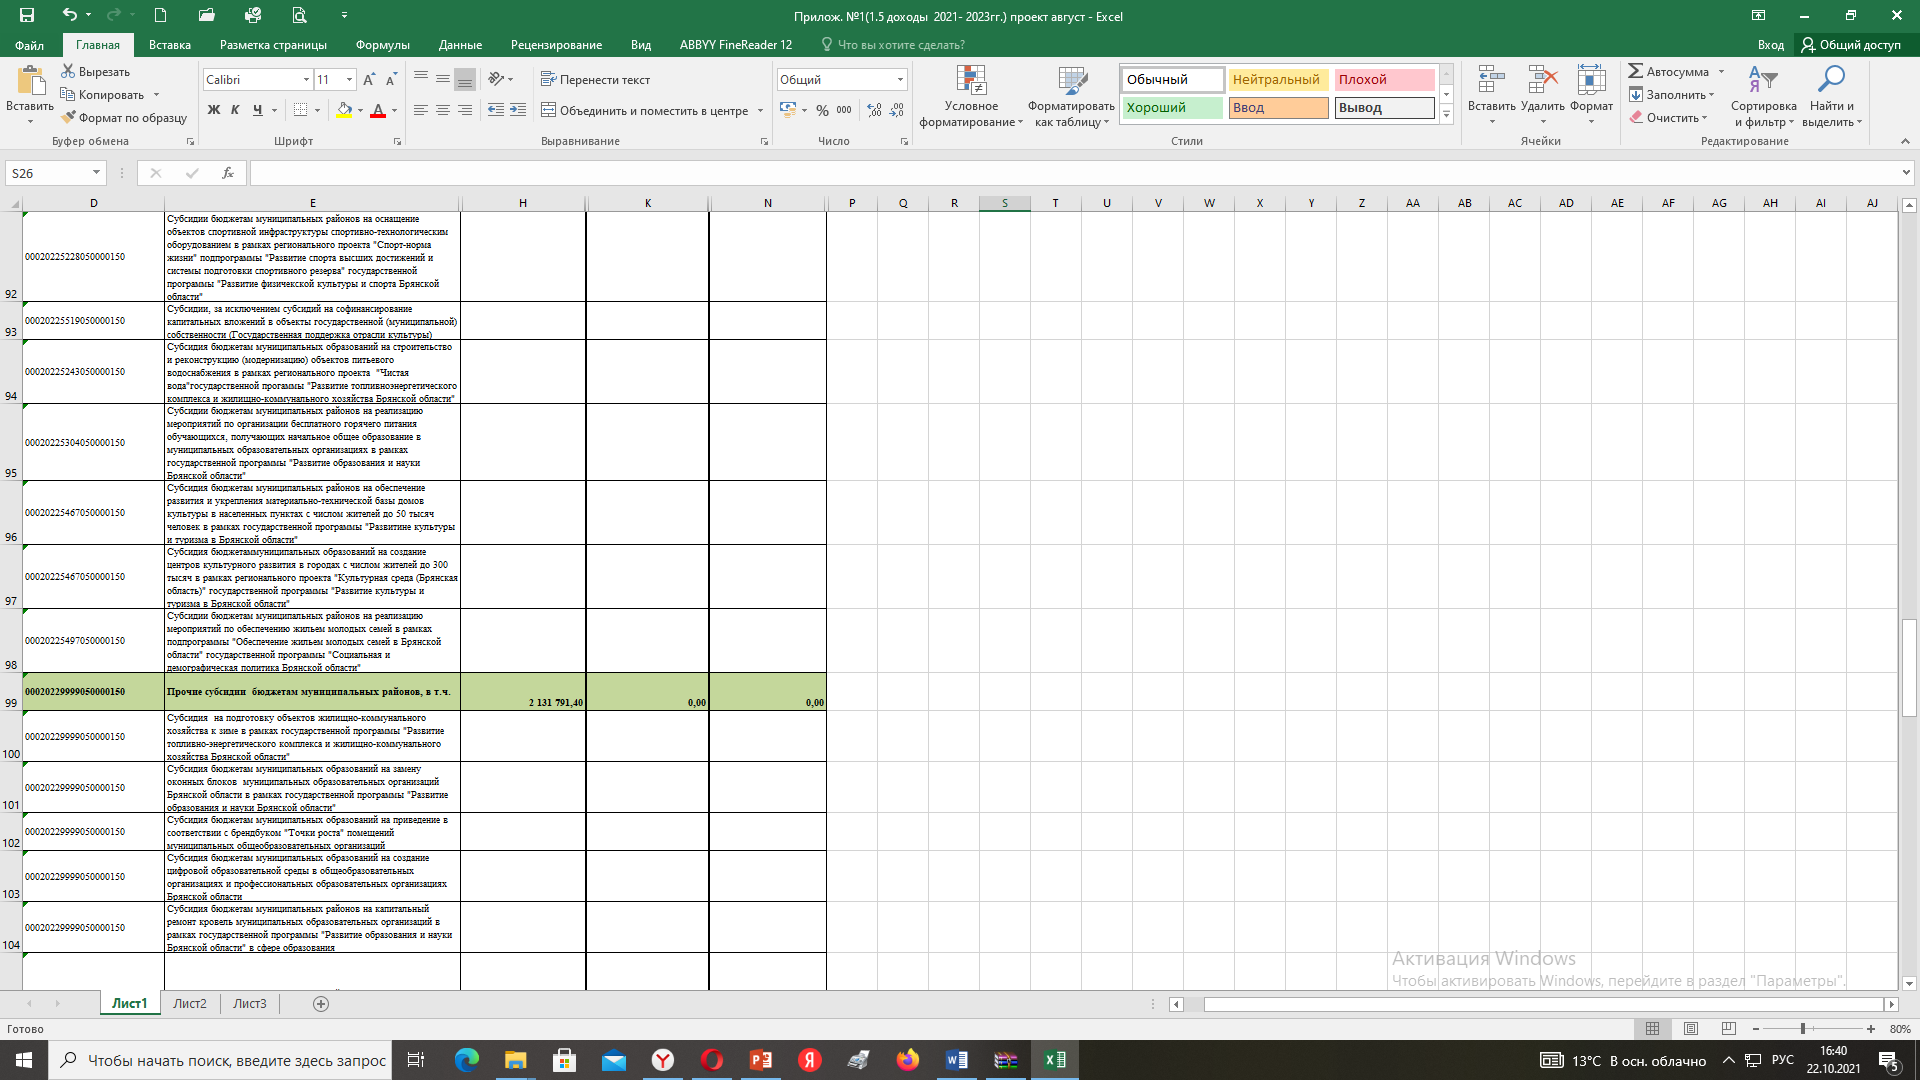 Прилож. №1(1.5 доходы  2021- 2023гг.) проект август - Excel
Файл Главная Вставка Разметка страницы Формулы Данные Рецензирование Вид ABBYY FineReader 12 Что вы хотите сделать? Вход Общий доступ
Вставить
Вырезать
Копировать
Формат по образцу
Буфер обмена
Calibri 11
Ж К Ч
Шрифт
Перенести текст
Объединить и поместить в центре
Выравнивание
Общий
% 000
Число
Условное форматирование
Форматировать как таблицу
Обычный Нейтральный Плохой
Хороший Ввод Вывод
Стили
Вставить Удалить Формат
Ячейки
Автосумма
Заполнить
Очистить
Сортировка и фильтр
Найти и выделить
Редактирование
S26 fx
D E H K N P Q R S T U V W X Y Z AA AB AC AD AE AF AG AH AI AJ
92 00020225228050000150
Субсидии бюджетам муниципальных районов на оснащение
объектов спортивной инфраструктуры спортивно-технологическим
оборудованием в рамках регионального проекта "Спорт-норма
жизни" подпрограммы "Развитие спорта высших достижений и
системы подготовки спортивного резерва" государственной
программы "Развитие физичекской культуры и спорта Брянской
области"
93 00020225519050000150
Субсидии, за исключением субсидий на софинансирование
капитальных вложений в объекты государственной (муниципальной)
собственности (Государственная поддержка отрасли культуры)
94 00020225243050000150
Субсидия бюджетам муниципальных образований на строительство
и реконструкцию (модернизацию) объектов питьевого
водоснабжения в рамках регионального проекта  "Чистая
вода"государственной прогаммы "Развитие топливноэнергетического
комплекса и жилищно-коммунального хозяйства Брянской области"
95 00020225304050000150
Субсидии бюджетам муниципальных районов на реализацию
мероприятий по организации бесплатного горячего питания
обучающихся, получающих начальное общее образование в
муниципальных образовательных организациях в рамках
государственной программы "Развитие образования и науки
Брянской области"
96 00020225467050000150
Субсидия бюджетам муниципальных районов на обеспечение
развития и укрепления материально-технической базы домов
культуры в населенных пунктах с числом жителей до 50 тысяч
человек в рамках государственной программы "Развитине культуры
и туризма в Брянской области"
97 00020225467050000150
Субсидия бюджетаммуниципальных образований на создание
центров культурного развития в городах с числом жителей до 300
тысяч в рамках регионального проекта "Культурная среда (Брянская
область)" государственной программы "Развитие культуры и
туризма в Брянской области"
98 00020225497050000150
Субсидии бюджетам муниципальных районов на реализацию
мероприятий по обеспечению жильем молодых семей в рамках
подпрограммы "Обеспечение жильем молодых семей в Брянской
области" государственной программы "Социальная и
демографическая политика Брянской области"
99 00020229999050000150 Прочие субсидии  бюджетам муниципальных районов, в т.ч. 2 131 791,40 0,00 0,00
100 00020229999050000150
Субсидия  на подготовку объектов жилищно-коммунального
хозяйства к зиме в рамках государственной программы "Развитие
топливно-энергетического комплекса и жилищно-коммунального
хозяйства Брянской области"
101 00020229999050000150
Субсидия бюджетам муниципальных образований на замену
оконных блоков  муниципальных образовательных организаций
Брянской области в рамках государственной программы "Развитие
образования и науки Брянской области"
102 00020229999050000150
Субсидия бюджетам муниципальных образований на приведение в
соответствии с брендбуком "Точки роста" помещений
муниципальных общеобразовательных организаций
103 00020229999050000150
Субсидия бюджетам муниципальных образований на создание
цифровой образовательной среды в общеобразовательных
организациях и профессиональных образовательных организациях
Брянской области
104 00020229999050000150
Субсидия бюджетам муниципальных районов на капитальный
ремонт кровель муниципальных образовательных организаций в
рамках государственной программы "Развитие образования и науки
Брянской области" в сфере образования
Активация Windows
Чтобы активировать Windows, перейдите в раздел "Параметры".
Лист1 Лист2 Лист3
Готово 80%
Чтобы начать поиск, введите здесь запрос
13°C В осн. облачно РУС 16:40
22.10.2021 5